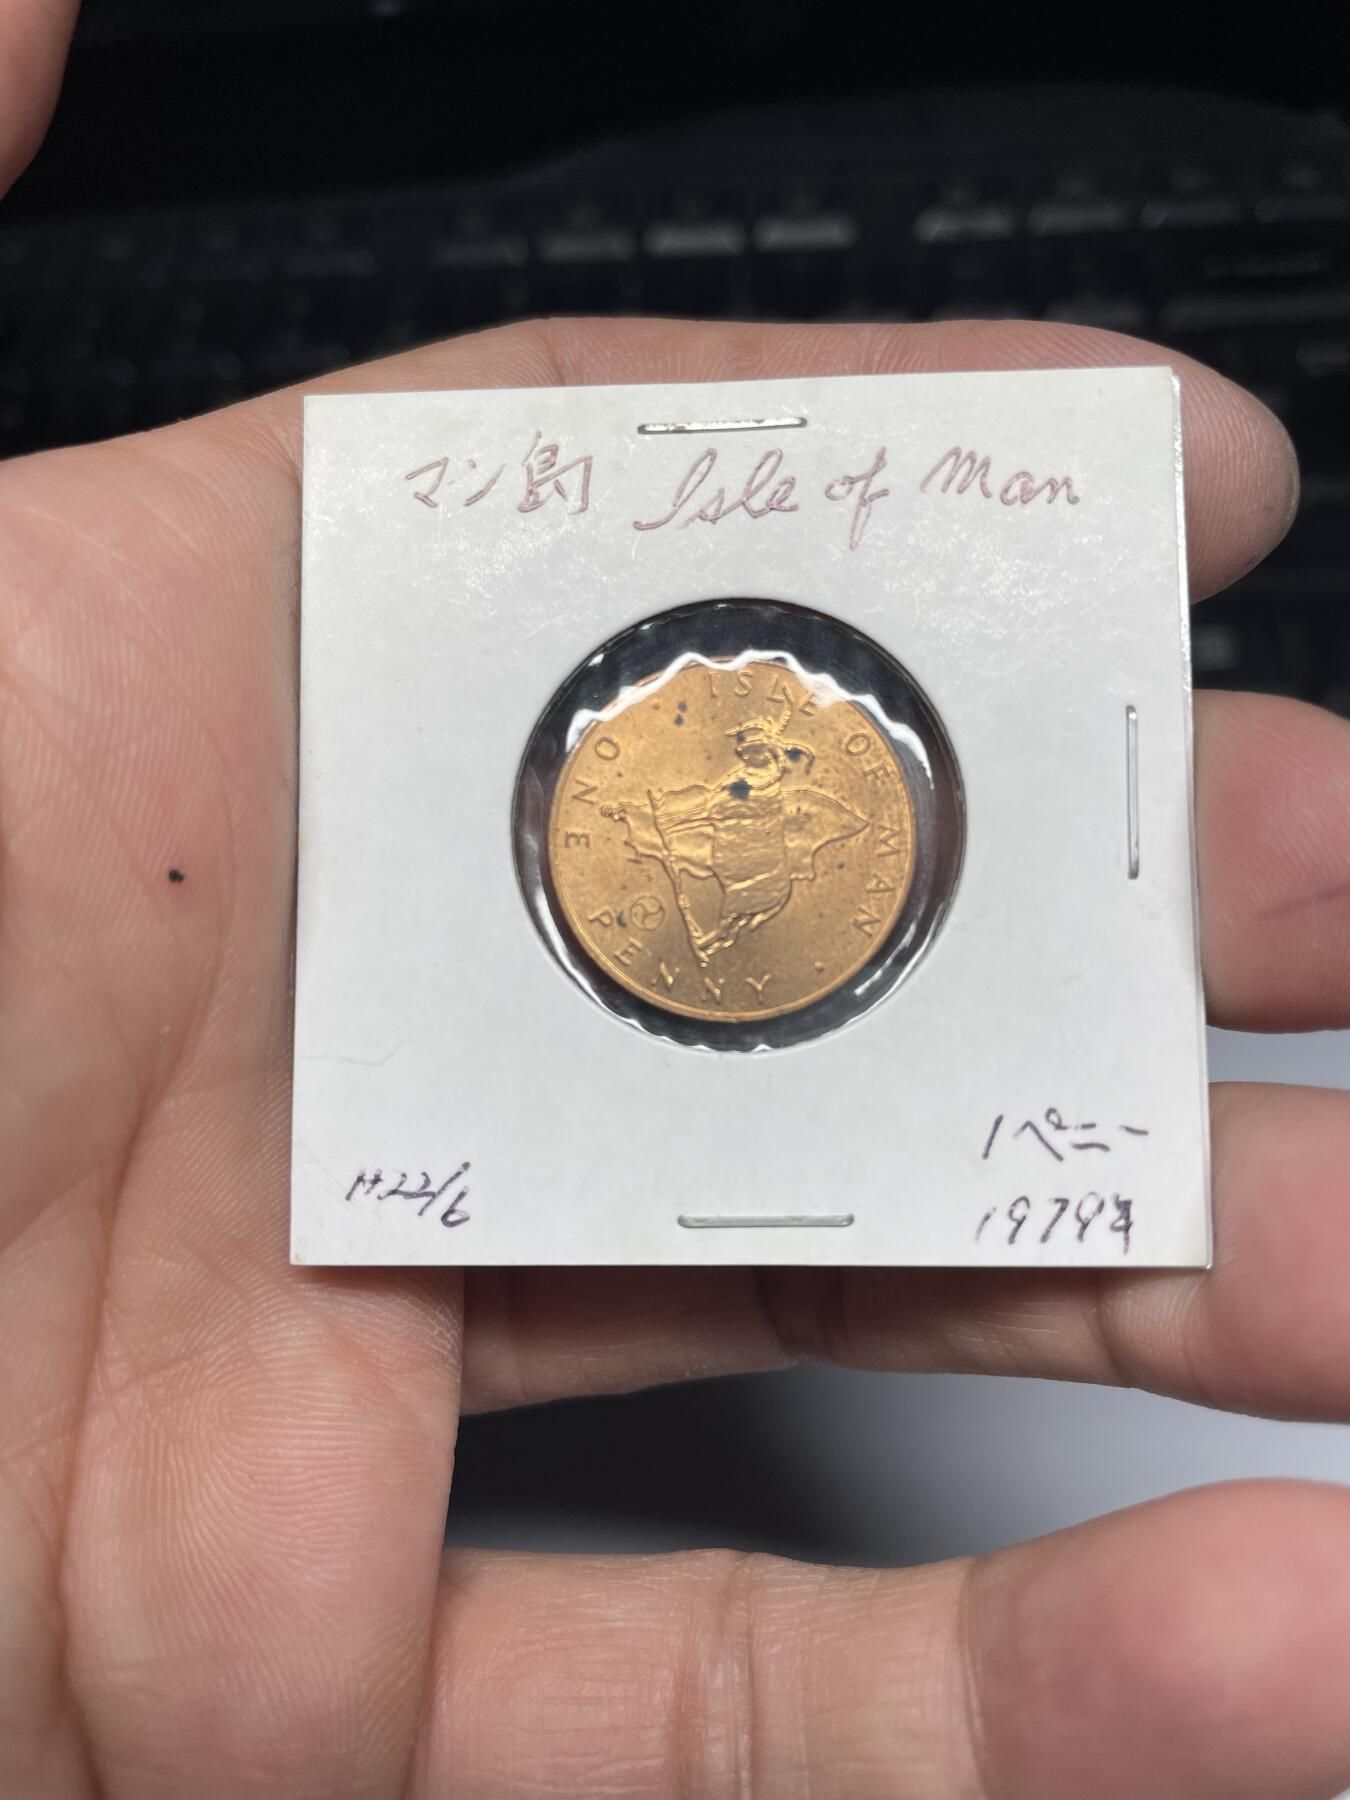 マン島 Isle of Man
ISLE OF MAN
ONE PENNY
1ペニー
H22/6
1979年